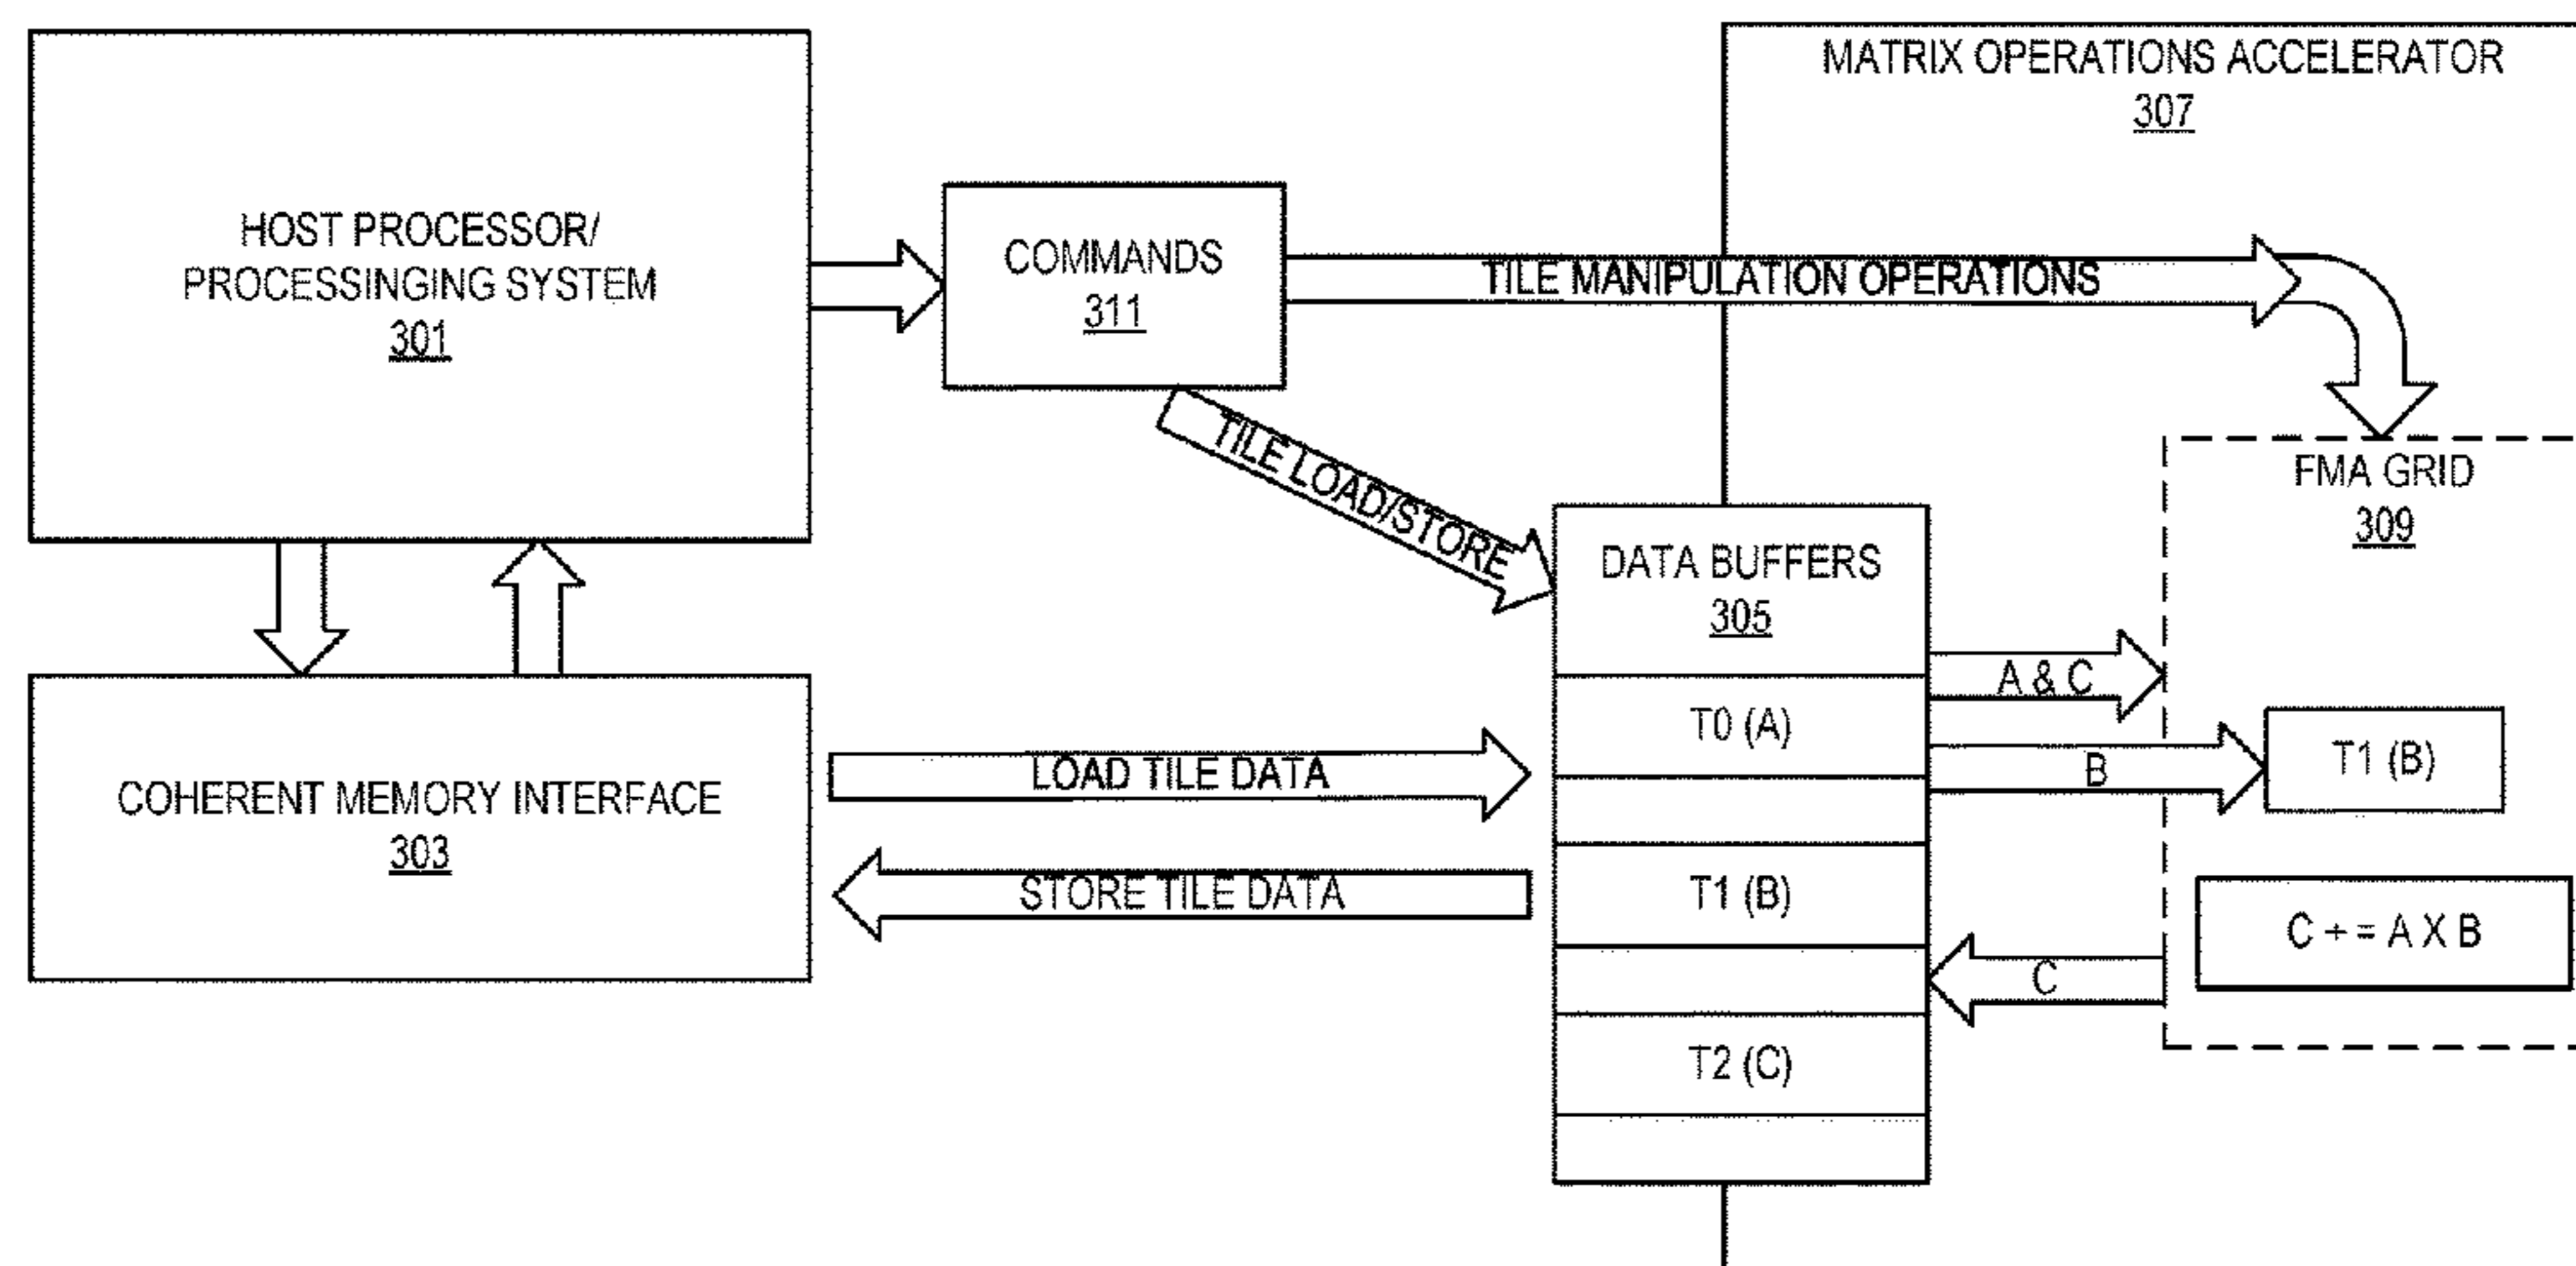 MATRIX OPERATIONS ACCELERATOR
307
HOST PROCESSOR/
PROCESSINGING SYSTEM
301
COMMANDS
311
TILE MANIPULATION OPERATIONS
TILE LOAD/STORE
FMA GRID
309
DATA BUFFERS
305
A & C
T0 (A)
B
T1 (B)
COHERENT MEMORY INTERFACE
303
LOAD TILE DATA
STORE TILE DATA
T1 (B)
C + = A X B
C
T2 (C)